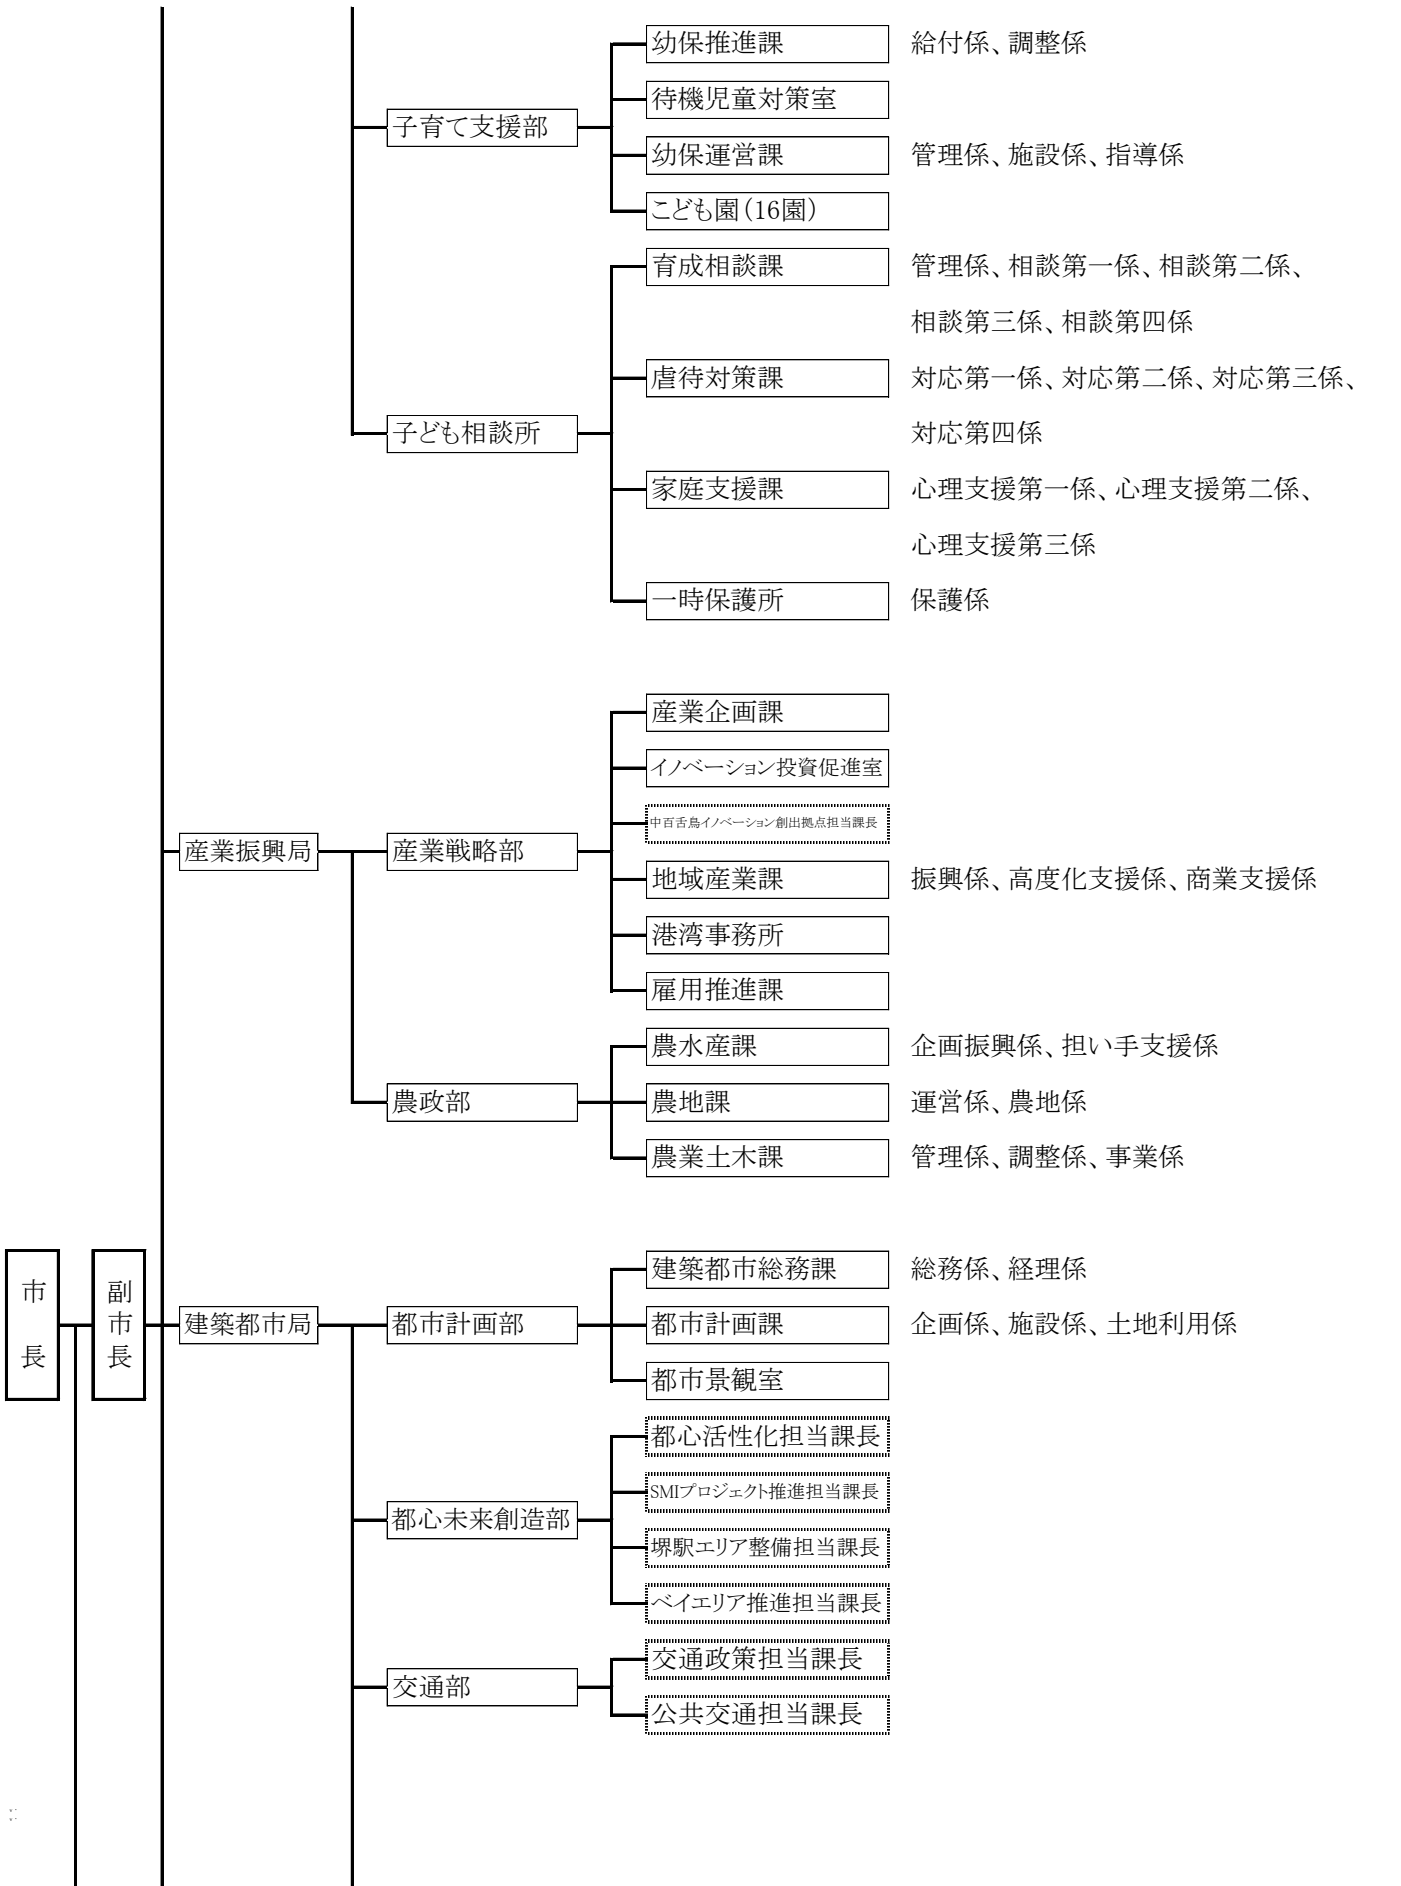 幼保推進課 給付係、調整係
待機児童対策室
子育て支援部
幼保運営課 管理係、施設係、指導係
こども園（16園）
育成相談課 管理係、相談第一係、相談第二係、
相談第三係、相談第四係
虐待対策課 対応第一係、対応第二係、対応第三係、
子ども相談所 対応第四係
家庭支援課 心理支援第一係、心理支援第二係、
心理支援第三係
一時保護所 保護係
産業企画課
イノベーション投資促進室
中百舌鳥イノベーション創出拠点担当課長
産業振興局 産業戦略部
地域産業課 振興係、高度化支援係、商業支援係
港湾事務所
雇用推進課
農水産課 企画振興係、担い手支援係
農政部 農地課 運営係、農地係
農業土木課 管理係、調整係、事業係
建築都市総務課 総務係、経理係
市長
副市長
建築都市局 都市計画部 都市計画課 企画係、施設係、土地利用係
都市景観室
都心活性化担当課長
SMIプロジェクト推進担当課長
都心未来創造部
堺駅エリア整備担当課長
ベイエリア推進担当課長
交通政策担当課長
交通部
公共交通担当課長